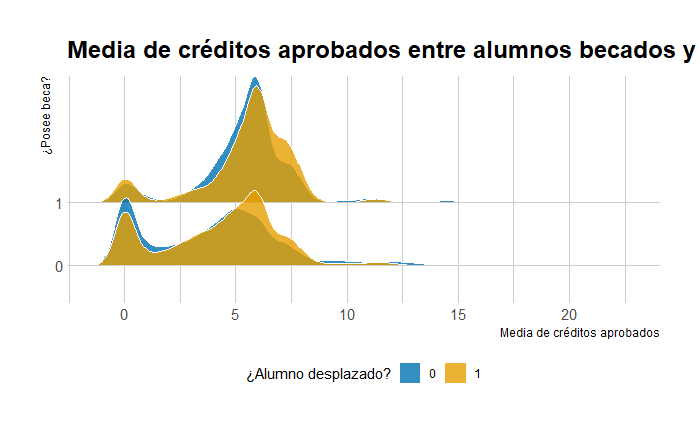 Media de créditos aprobados entre alumnos becados y
¿Posee beca?
1
0
0 5 10 15 20
Media de créditos aprobados
¿Alumno desplazado? 0 1